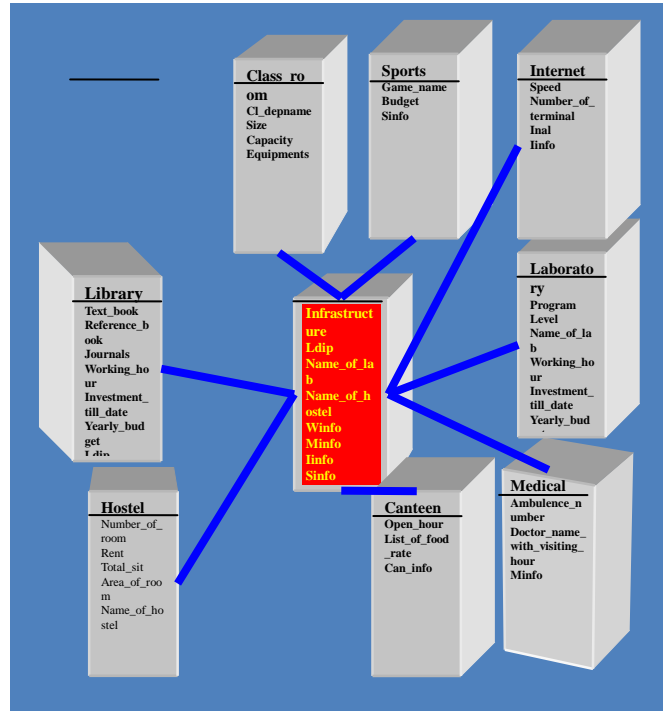 Class_ro
om
Cl_depname
Size
Capacity
Equipments
Sports
Game_name
Budget
Sinfo
Internet
Speed
Number_of_
terminal
Inal
Iinfo
Library
Text_book
Reference_b
ook
Journals
Working_ho
ur
Investment_
till_date
Yearly_bud
get
Ldip
Infrastruct
ure
Ldip
Name_of_la
b
Name_of_h
ostel
Winfo
Minfo
Iinfo
Sinfo
Laborato
ry
Program
Level
Name_of_la
b
Working_ho
ur
Investment_
till_date
Yearly_bud
Hostel
Number_of_
room
Rent
Total_sit
Area_of_roo
m
Name_of_ho
stel
Canteen
Open_hour
List_of_food
_rate
Can_info
Medical
Ambulence_n
umber
Doctor_name_
with_visiting_
hour
Minfo